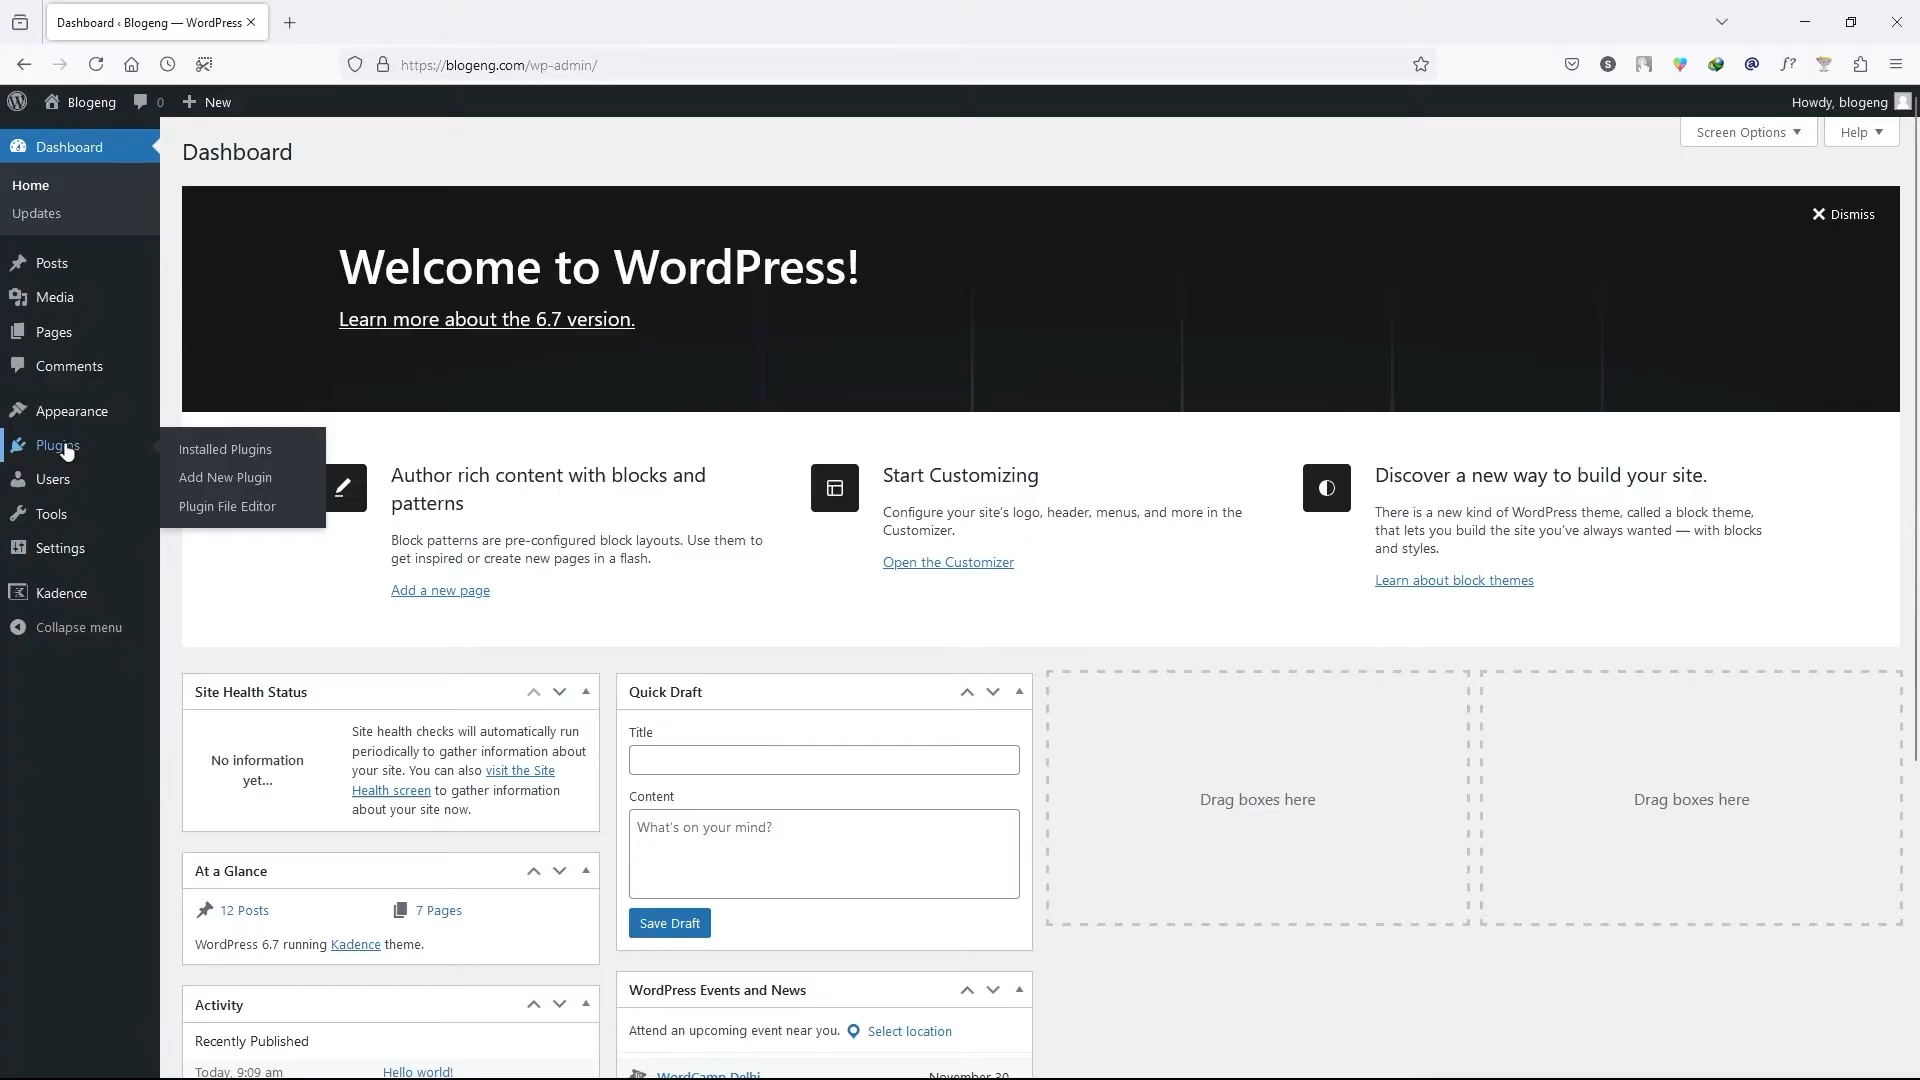 Dashboard ‹ Blogeng — WordPress
https://blogeng.com/wp-admin/
Blogeng
0
New
Howdy, blogeng
Dashboard
Home
Updates
Posts
Media
Pages
Comments
Appearance
Plugins
Users
Tools
Settings
Kadence
Collapse menu
Installed Plugins
Add New Plugin
Plugin File Editor
Screen Options
Help
Dashboard
Dismiss
Welcome to WordPress!
Learn more about the 6.7 version.
Author rich content with blocks and
patterns
Block patterns are pre-configured block layouts. Use them to
get inspired or create new pages in a flash.
Add a new page
Start Customizing
Configure your site's logo, header, menus, and more in the
Customizer.
Open the Customizer
Discover a new way to build your site.
There is a new kind of WordPress theme, called a block theme,
that lets you build the site you've always wanted — with blocks
and styles.
Learn about block themes
Site Health Status
No information
yet...
Site health checks will automatically run
periodically to gather information about
your site. You can also visit the Site
Health screen to gather information
about your site now.
At a Glance
12 Posts
7 Pages
WordPress 6.7 running Kadence theme.
Activity
Recently Published
Today, 9:09 am
Hello world!
Quick Draft
Title
Content
What's on your mind?
Save Draft
WordPress Events and News
Attend an upcoming event near you.
Select location
WordCamp Delhi
November 30
Drag boxes here
Drag boxes here